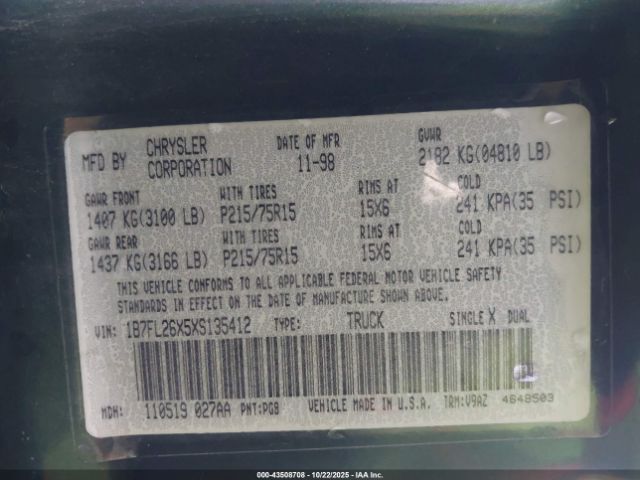 MFD BY CHRYSLER CORPORATION DATE OF MFR 11-98 GVWR 2182 KG(04810 LB)
GAWR FRONT WITH TIRES RIMS AT COLD
1407 KG(3100 LB) P215/75R15 15X6 241 KPA(35 PSI)
GAWR REAR WITH TIRES RIMS AT COLD
1437 KG(3166 LB) P215/75R15 15X6 241 KPA(35 PSI)
THIS VEHICLE CONFORMS TO ALL APPLICABLE FEDERAL MOTOR VEHICLE SAFETY
STANDARDS IN EFFECT ON THE DATE OF MANUFACTURE SHOWN ABOVE.
VIN: 1B7FL26X5XS135412 TYPE: TRUCK SINGLE X DUAL
MDH: 110519 027AA PNT:PG8 VEHICLE MADE IN U.S.A. TRM:V9AZ 4648503
000-43508708 - 10/22/2025 - IAA Inc.